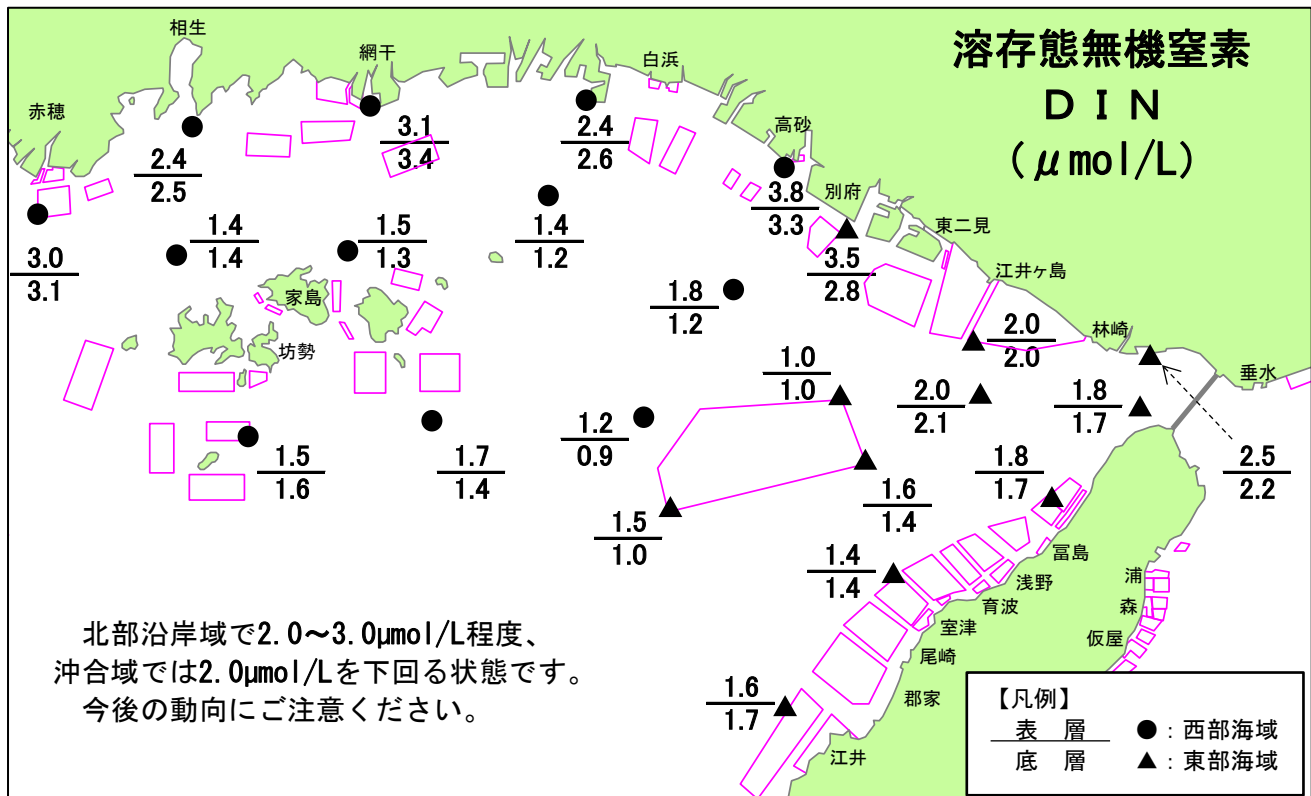 溶存態無機窒素
ＤＩＮ
(μmol/L)
相生
網干
白浜
赤穂
高砂
別府
東二見
江井ヶ島
林崎
垂水
家島
坊勢
2.4
2.5
3.1
3.4
2.4
2.6
3.8
3.3
3.0
3.1
1.4
1.4
1.5
1.3
1.4
1.2
3.5
2.8
1.8
1.2
2.0
2.0
1.0
1.0
2.0
2.1
1.8
1.7
1.2
0.9
1.5
1.6
1.7
1.4
1.8
1.7
2.5
2.2
1.6
1.4
1.5
1.0
1.4
1.4
1.6
1.7
冨島
浅野
育波
室津
尾崎
郡家
江井
浦
森
仮屋
北部沿岸域で2.0～3.0μmol/L程度、
沖合域では2.0μmol/Lを下回る状態です。
今後の動向にご注意ください。
【凡例】
表　層　●：西部海域
底　層　▲：東部海域